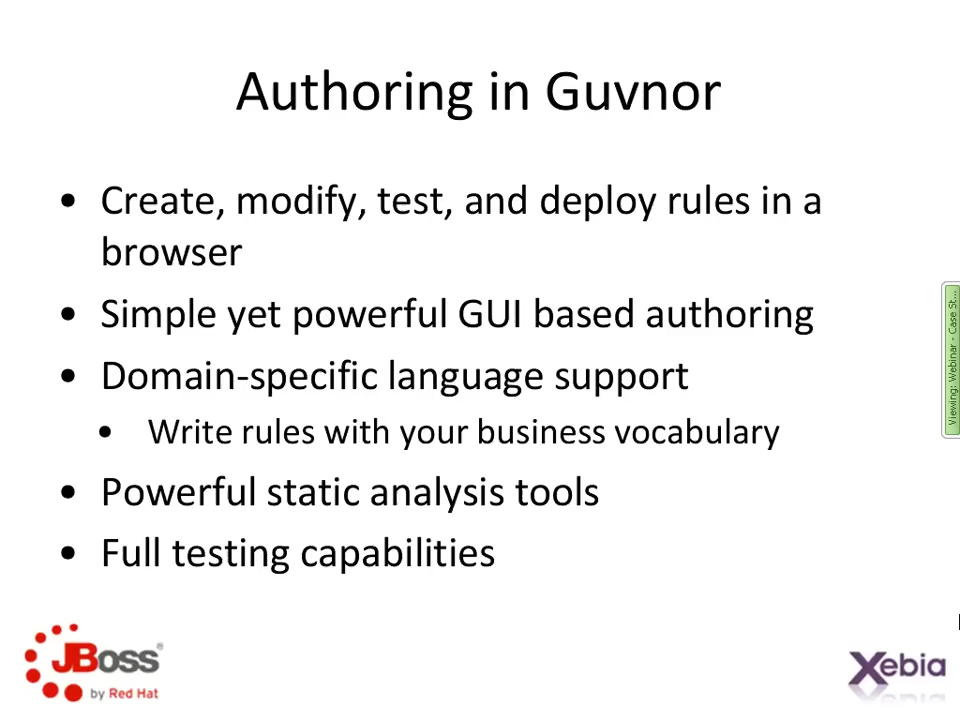 Authoring in Guvnor
• Create, modify, test, and deploy rules in a
browser
• Simple yet powerful GUI based authoring
• Domain-specific language support
• Write rules with your business vocabulary
• Powerful static analysis tools
• Full testing capabilities
Viewing: Webinar - Case St...
JBoss®
by Red Hat
Xebia